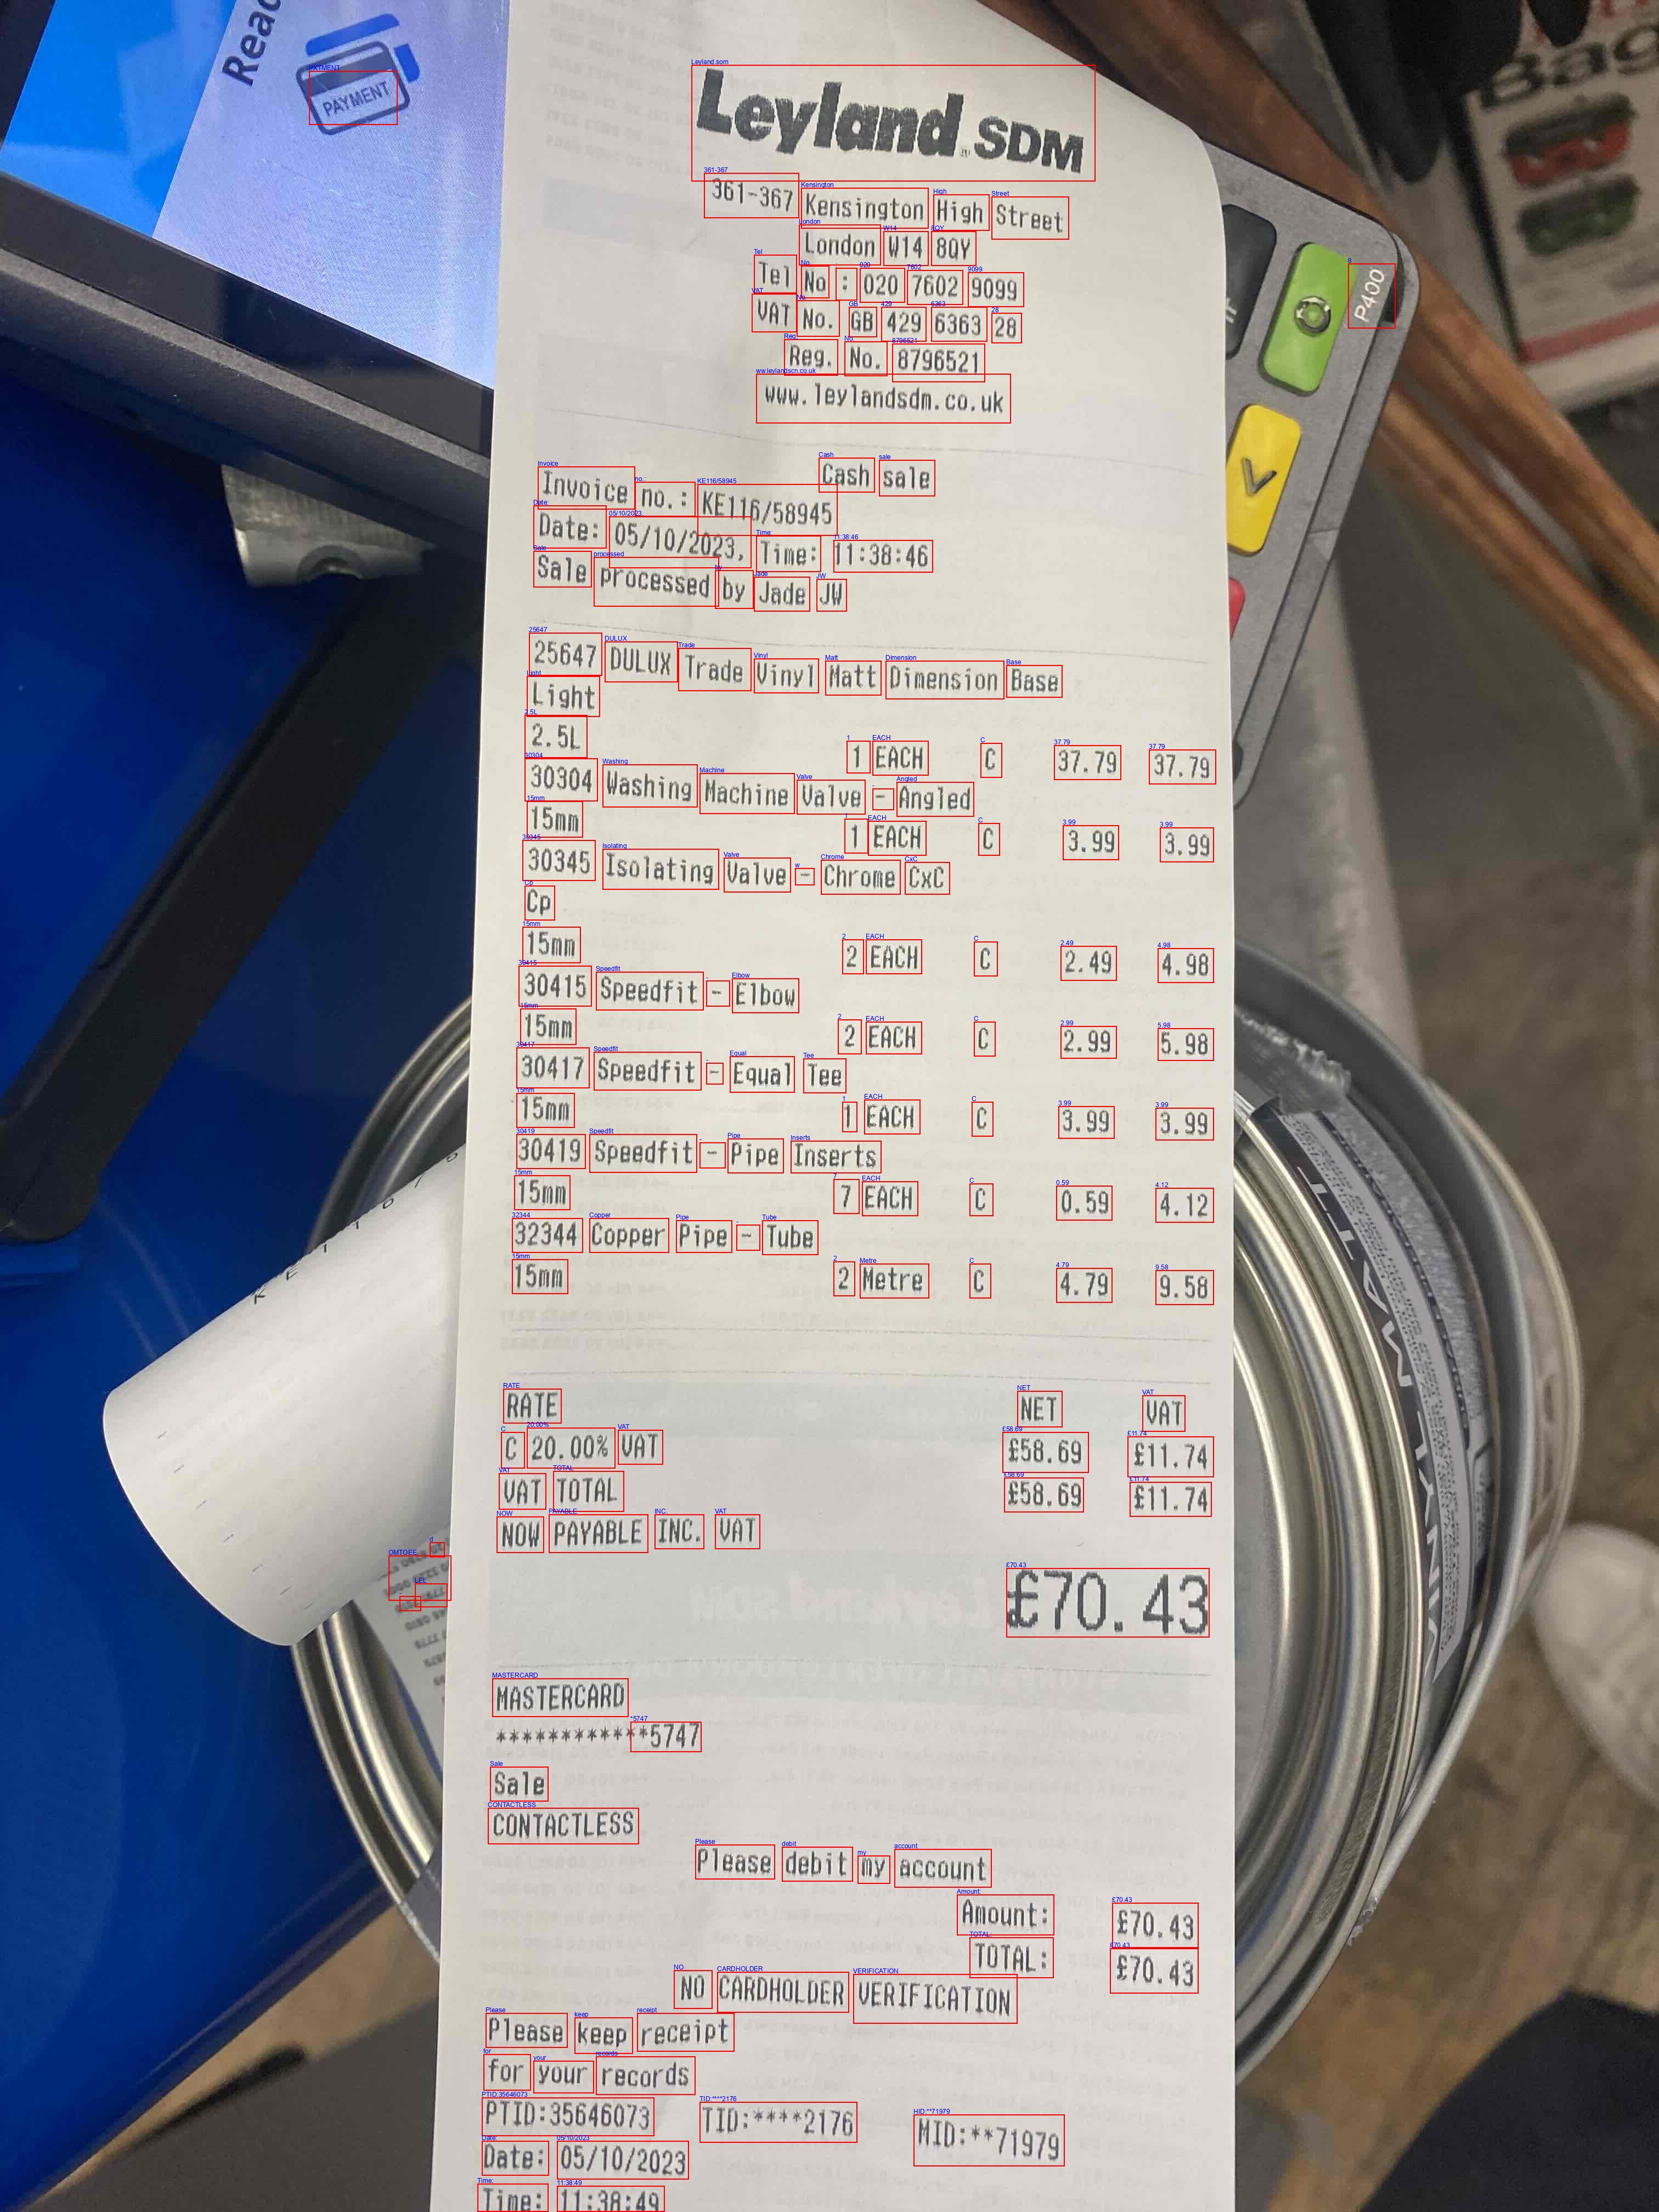 PAYMENT
Leyland SDM
361-367 Kensington High Street
London W14 8QY
Tel No : 020 7602 9099
VAT No. GB 429 6363 28
Reg. No. 8796521
www.leylandsdm.co.uk
P400
Cash sale
Invoice no.: KE116/58945
Date: 05/10/2023, Time: 11:38:46
Sale processed by Jade JW
25647 DULUX Trade Vinyl Matt Dimension Base
Light
2.5L 1 EACH C 37.79 37.79
30304 Washing Machine Valve - Angled
15mm 1 EACH C 3.99 3.99
30345 Isolating Valve - Chrome CxC
Cp
15mm 2 EACH C 2.49 4.98
30415 Speedfit - Elbow
15mm 2 EACH C 2.99 5.98
30417 Speedfit - Equal Tee
15mm 1 EACH C 3.99 3.99
30419 Speedfit - Pipe Inserts
15mm 7 EACH C 0.59 4.12
32344 Copper Pipe - Tube
15mm 2 Metre C 4.79 9.58
RATE NET VAT
C 20.00% VAT £58.69 £11.74
VAT TOTAL £58.69 £11.74
NOW PAYABLE INC. VAT
£70.43
MASTERCARD
************5747
Sale
CONTACTLESS
Please debit my account
Amount: £70.43
TOTAL: £70.43
NO CARDHOLDER VERIFICATION
Please keep receipt
for your records
PTID:35646073 TID:****2176 MID:**71979
Date: 05/10/2023
Time: 11:38:49